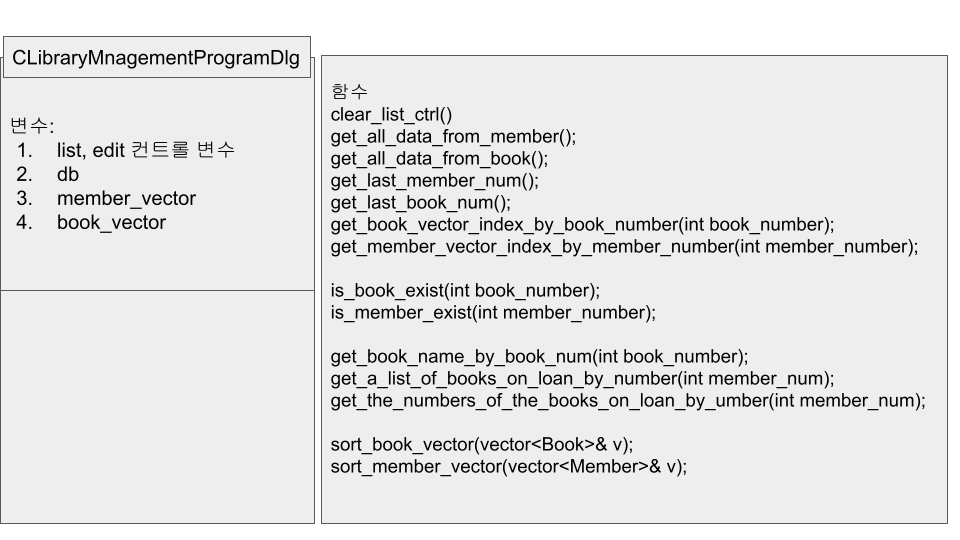 CLibraryMnagementProgramDlg
변수:
1. list, edit 컨트롤 변수
2. db
3. member_vector
4. book_vector
함수
clear_list_ctrl()
get_all_data_from_member();
get_all_data_from_book();
get_last_member_num();
get_last_book_num();
get_book_vector_index_by_book_number(int book_number);
get_member_vector_index_by_member_number(int member_number);
is_book_exist(int book_number);
is_member_exist(int member_number);
get_book_name_by_book_num(int book_number);
get_a_list_of_books_on_loan_by_number(int member_num);
get_the_numbers_of_the_books_on_loan_by_umber(int member_num);
sort_book_vector(vector<Book>& v);
sort_member_vector(vector<Member>& v);